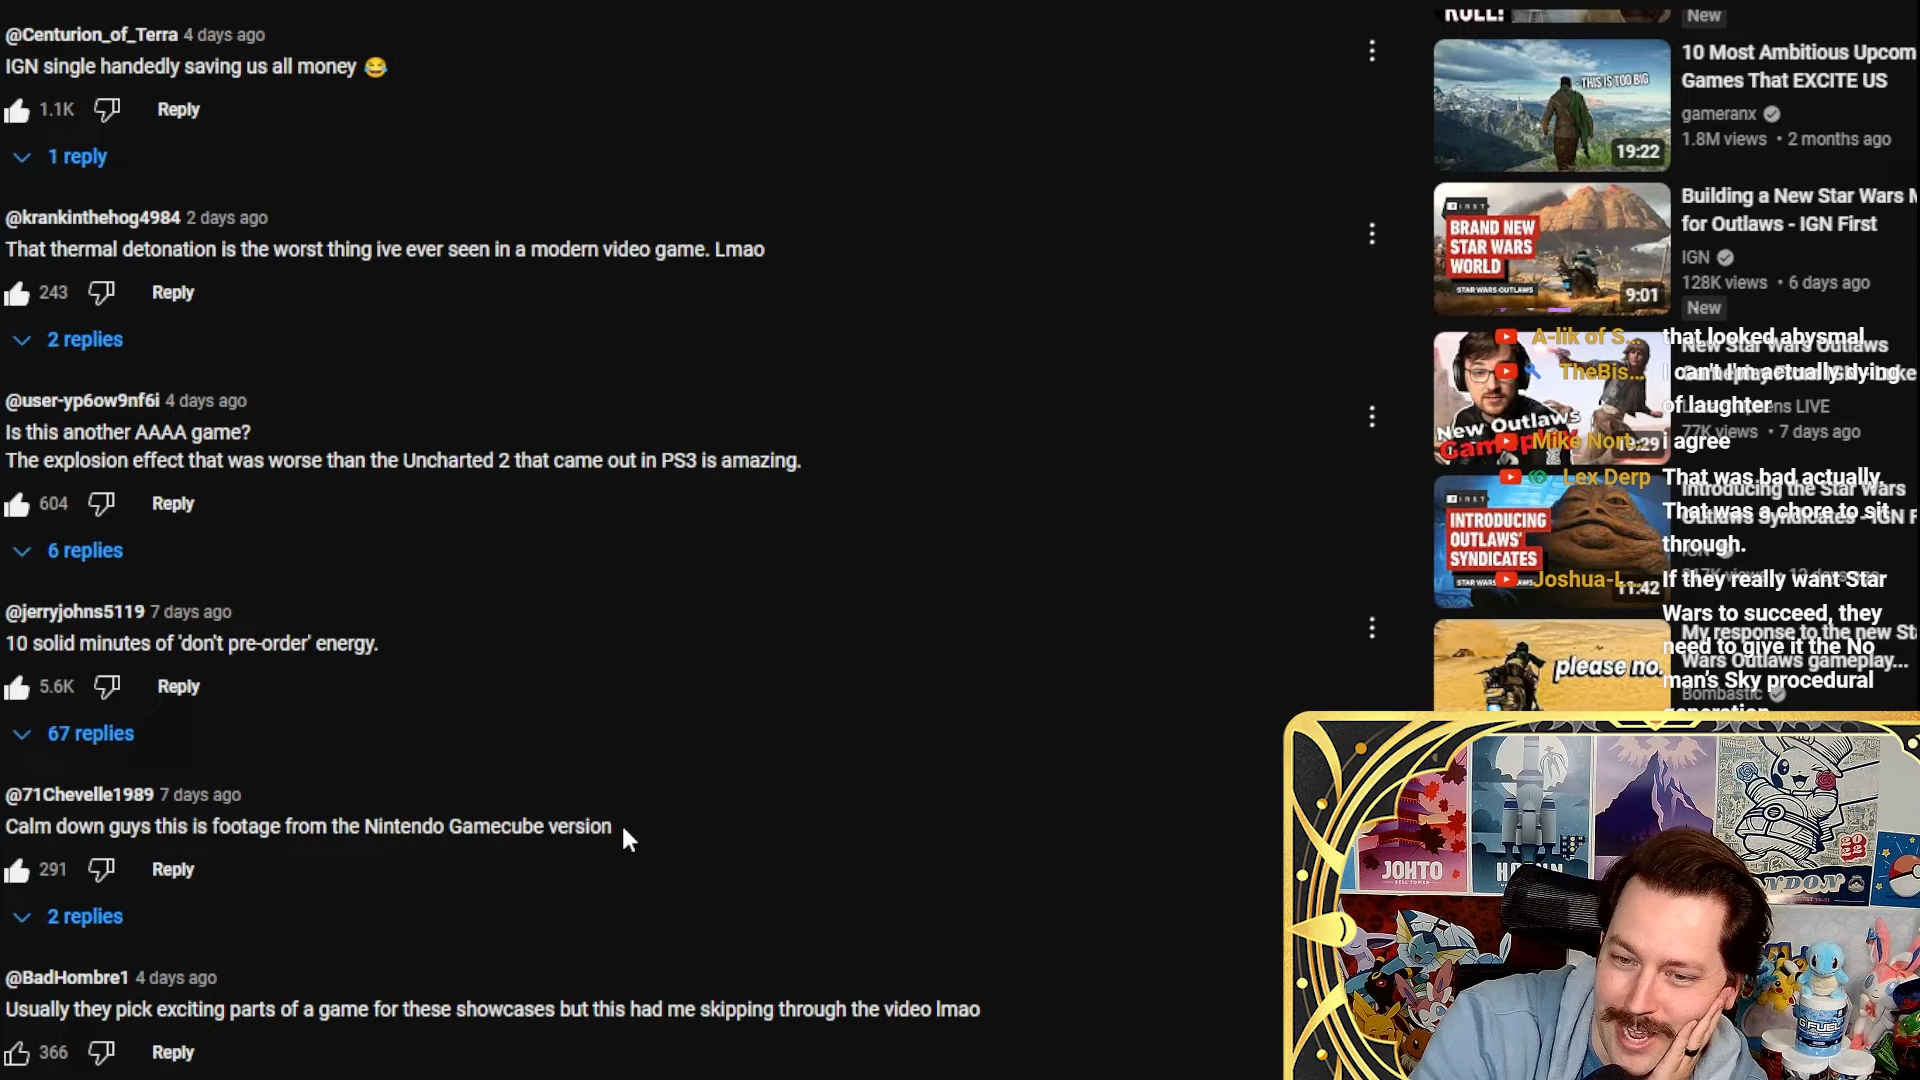 @Centurion_of_Terra 4 days ago
IGN single handedly saving us all money 😂
1.1K Reply
1 reply
@krankinthehog4984 2 days ago
That thermal detonation is the worst thing ive ever seen in a modern video game. Lmao
243 Reply
2 replies
@user-yp6ow9nf6i 4 days ago
Is this another AAAA game?
The explosion effect that was worse than the Uncharted 2 that came out in PS3 is amazing.
604 Reply
6 replies
@jerryjohns5119 7 days ago
10 solid minutes of 'don't pre-order' energy.
5.6K Reply
67 replies
@71Chevelle1989 7 days ago
Calm down guys this is footage from the Nintendo Gamecube version
291 Reply
2 replies
@BadHombre1 4 days ago
Usually they pick exciting parts of a game for these showcases but this had me skipping through the video lmao
366 Reply
New
THIS IS TOO BIG
19:22
10 Most Ambitious Upcom
Games That EXCITE US
gameranx
1.8M views • 2 months ago
FIRST
BRAND NEW
STAR WARS
WORLD
STAR WARS OUTLAWS
9:01
Building a New Star Wars
for Outlaws - IGN First
IGN
128K views • 6 days ago
New
New Outlaws
Gameplay
New Star Wars Outlaws
LIVE
77K views • 7 days ago
FIRST
INTRODUCING
OUTLAWS'
SYNDICATES
STAR WARS
11:42
Introducing the Star Wars
Outlaws Syndicates - IGN F
please no.
My response to the new St
Wars Outlaws gameplay...
Bombastic
A-lik of S... that looked abysmal
TheBis... I can't I'm actually dying
of laughter
Mike Nort... i agree
Lex Derp That was bad actually.
That was a chore to sit
through.
Joshua-L... If they really want Star
Wars to succeed, they
need to give it the No
man's Sky procedural
generation
JOHTO
BELL TOWER
2022
G FUEL